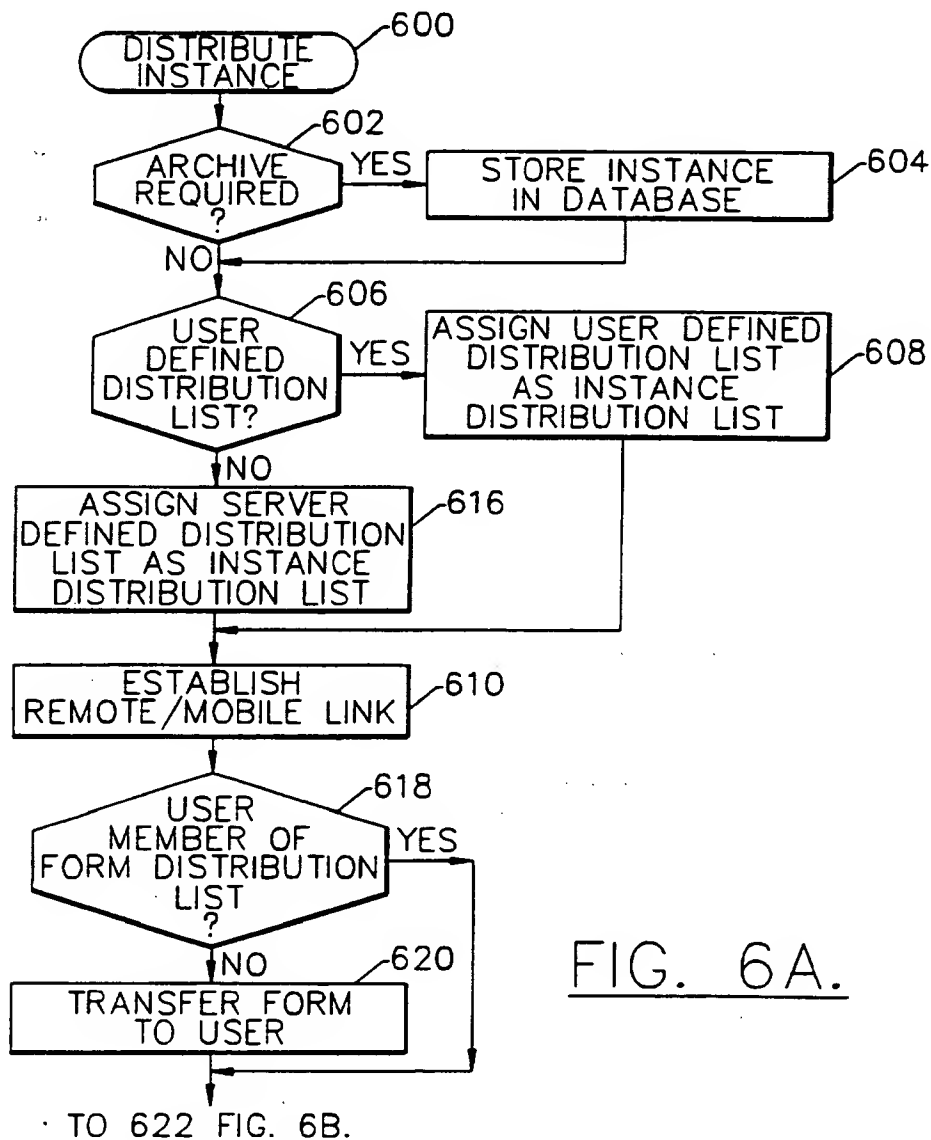 600
DISTRIBUTE
INSTANCE
602
ARCHIVE
REQUIRED
?
YES
STORE INSTANCE
IN DATABASE
604
NO
606
USER
DEFINED
DISTRIBUTION
LIST?
YES
ASSIGN USER DEFINED
DISTRIBUTION LIST
AS INSTANCE
DISTRIBUTION LIST
608
NO
ASSIGN SERVER
DEFINED DISTRIBUTION
LIST AS INSTANCE
DISTRIBUTION LIST
616
ESTABLISH
REMOTE/MOBILE LINK
610
618
USER
MEMBER OF
FORM DISTRIBUTION
LIST
?
YES
NO
620
TRANSFER FORM
TO USER
TO 622 FIG. 6B.
FIG. 6A.